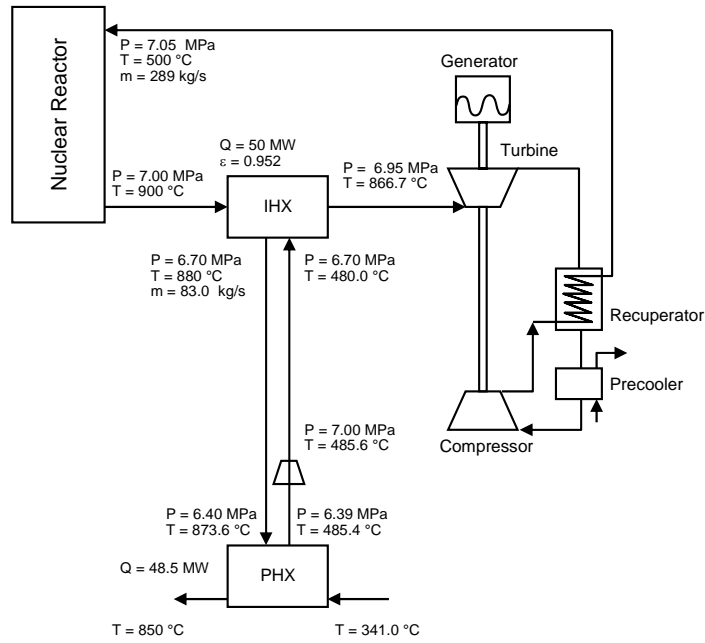 Nuclear Reactor
P = 7.05 MPa
T = 500 °C
m = 289 kg/s
Generator
Q = 50 MW
ε = 0.952
P = 7.00 MPa
T = 900 °C
IHX
P = 6.95 MPa
T = 866.7 °C
Turbine
P = 6.70 MPa
T = 880 °C
m = 83.0 kg/s
P = 6.70 MPa
T = 480.0 °C
Recuperator
Precooler
Compressor
P = 7.00 MPa
T = 485.6 °C
P = 6.40 MPa
T = 873.6 °C
P = 6.39 MPa
T = 485.4 °C
Q = 48.5 MW
PHX
T = 850 °C
T = 341.0 °C